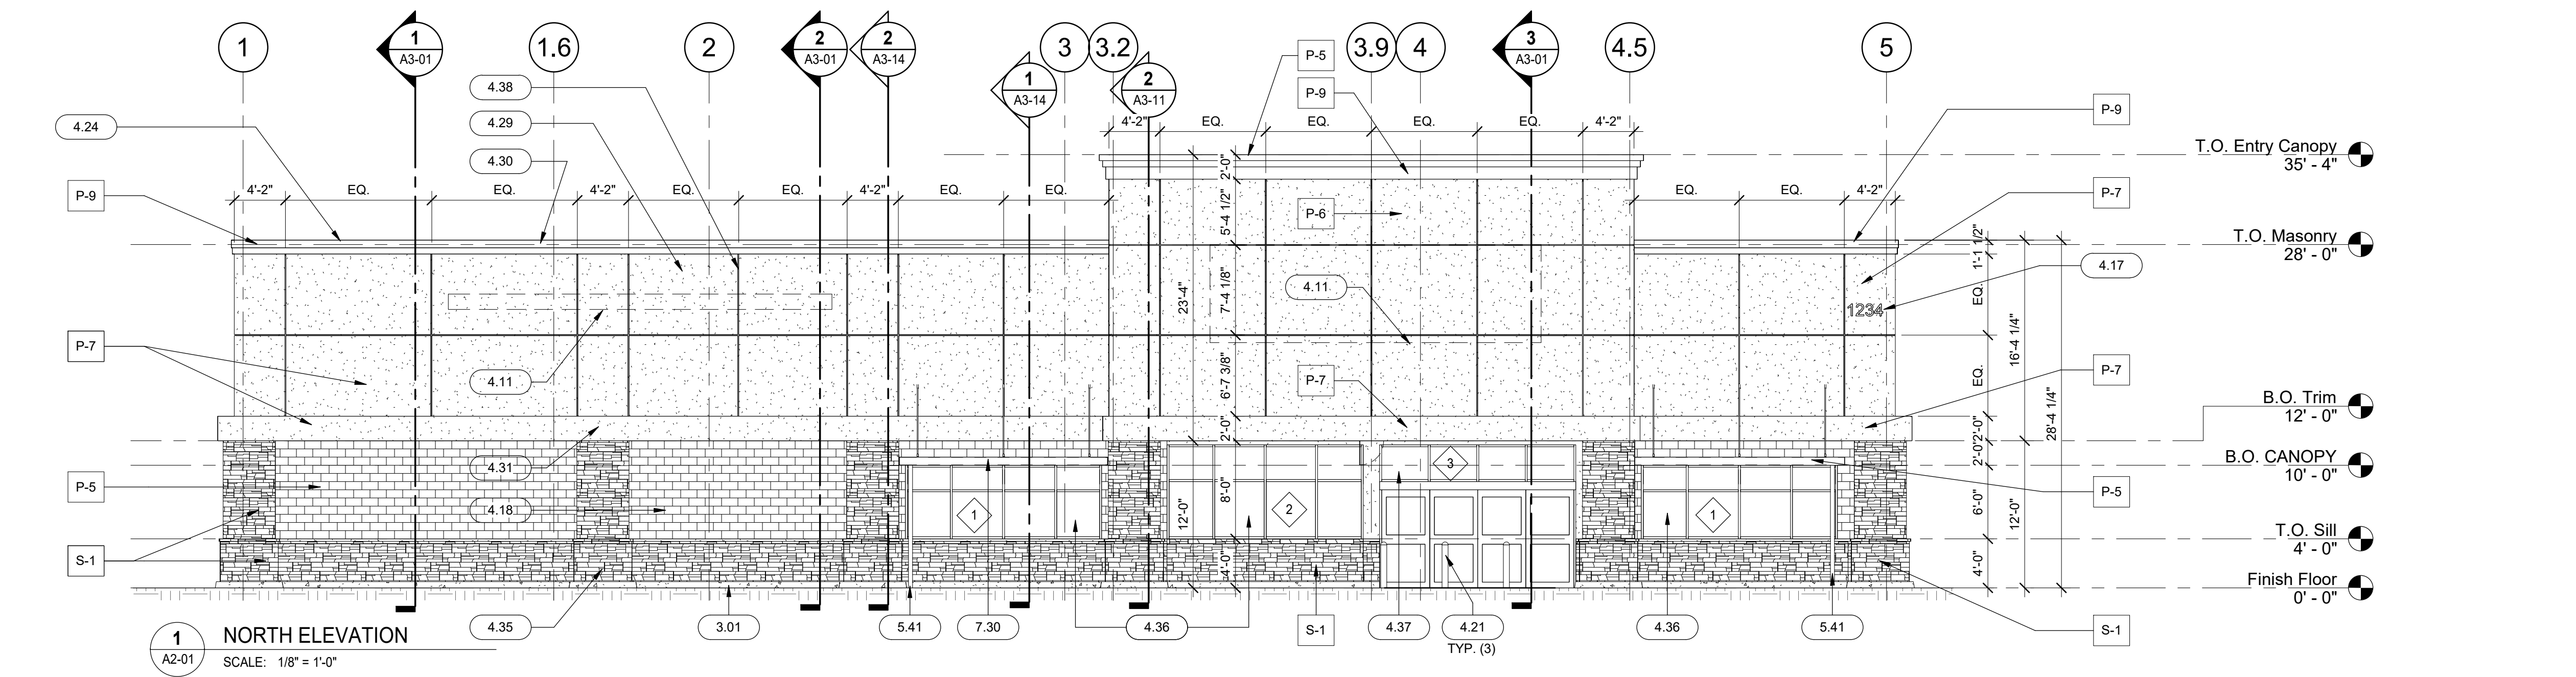 1
1
A3-01
1.6
2
2
A3-01
2
A3-14
1
A3-14
3
3.2
2
A3-11
3.9
4
3
A3-01
4.5
5
P-5
P-9
4.38
4.29
4.30
4.24
P-9
P-7
P-5
S-1
4'-2"
EQ.
EQ.
4'-2"
EQ.
EQ.
4'-2"
EQ.
EQ.
4'-2"
EQ.
EQ.
EQ.
EQ.
4'-2"
EQ.
EQ.
4'-2"
P-9
P-7
4.17
P-7
P-5
S-1
T.O. Entry Canopy
35' - 4"
T.O. Masonry
28' - 0"
B.O. Trim
12' - 0"
B.O. CANOPY
10' - 0"
T.O. Sill
4' - 0"
Finish Floor
0' - 0"
2'-0"
5'-4 1/2"
7'-4 1/8"
6'-7 3/8"
2'-0"
8'-0"
4'-0"
23'-4"
12'-0"
P-6
4.11
P-7
1234
1'-1 1/2"
EQ.
EQ.
2'-0"
2'-0"
6'-0"
4'-0"
16'-4 1/4"
12'-0"
28'-4 1/4"
4.11
4.31
4.18
1
2
3
1
4.35
3.01
5.41
7.30
4.36
S-1
4.37
4.21
TYP. (3)
4.36
5.41
1
A2-01
NORTH ELEVATION
SCALE: 1/8" = 1'-0"